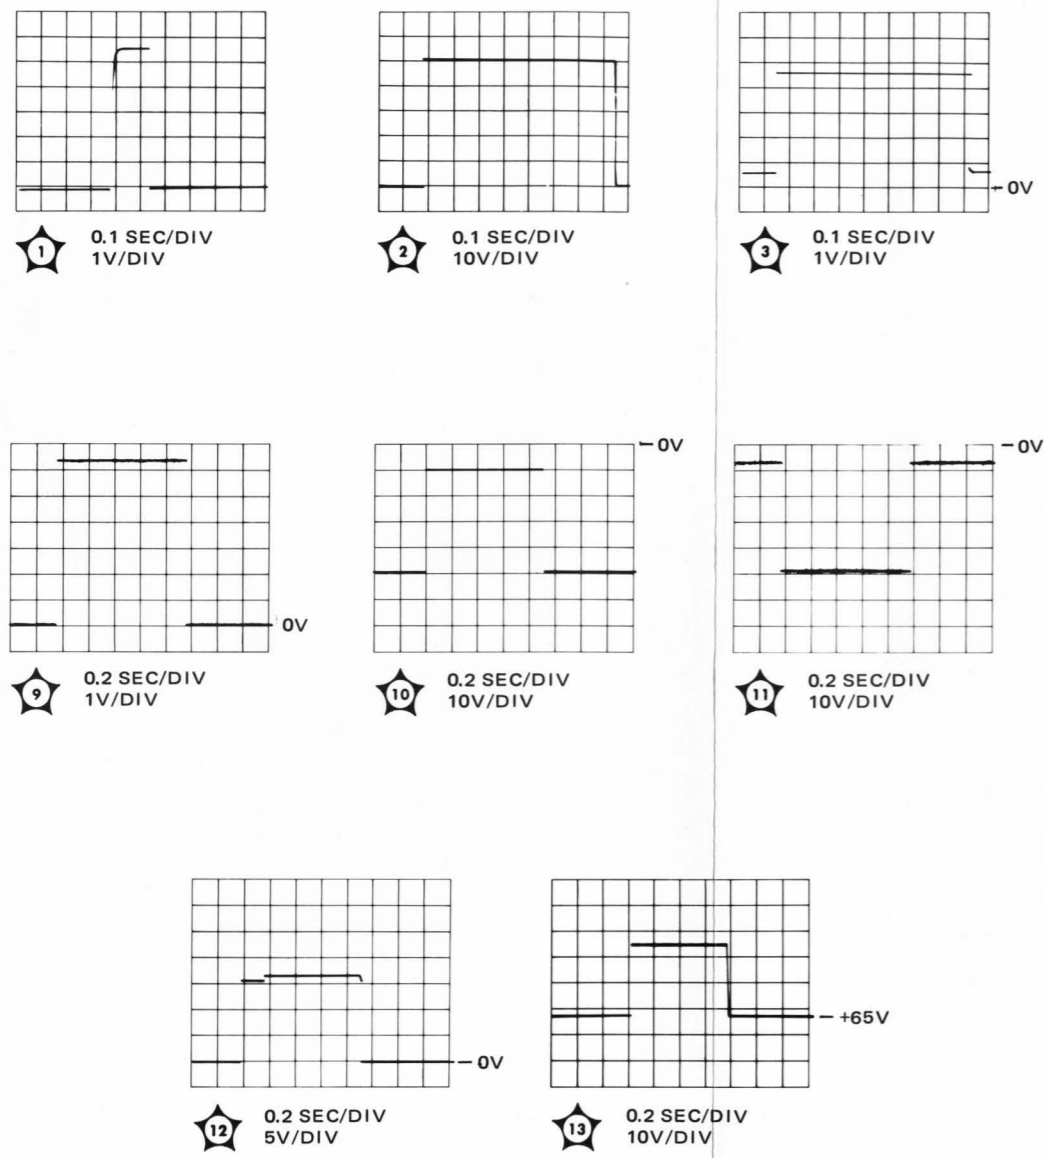 1
0.1 SEC/DIV
1V/DIV
2
0.1 SEC/DIV
10V/DIV
0V
3
0.1 SEC/DIV
1V/DIV
0V
9
0.2 SEC/DIV
1V/DIV
0V
10
0.2 SEC/DIV
10V/DIV
0V
11
0.2 SEC/DIV
10V/DIV
0V
12
0.2 SEC/DIV
5V/DIV
+65V
13
0.2 SEC/DIV
10V/DIV